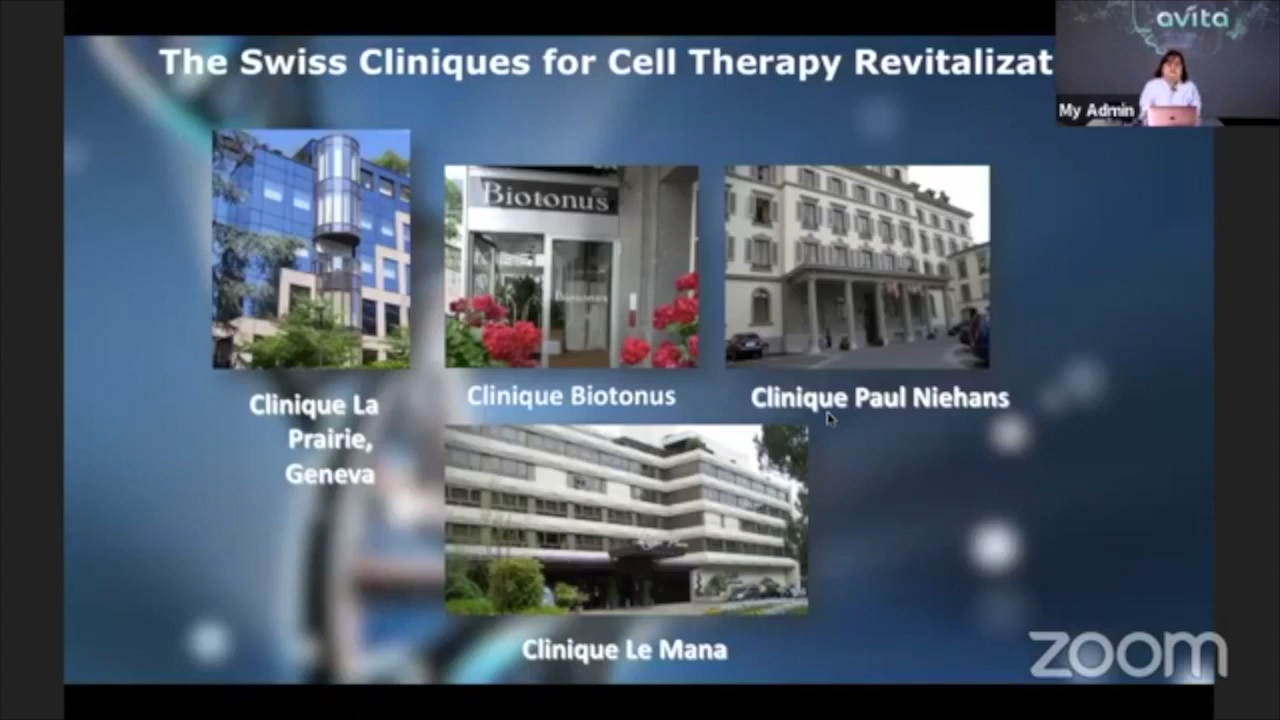 The Swiss Cliniques for Cell Therapy Revitalizat
avita
My Admin
Biotonus
Biotonus
Clinique La
Prairie,
Geneva
Clinique Biotonus
Clinique Paul Niehans
Clinique Le Mana
zoom